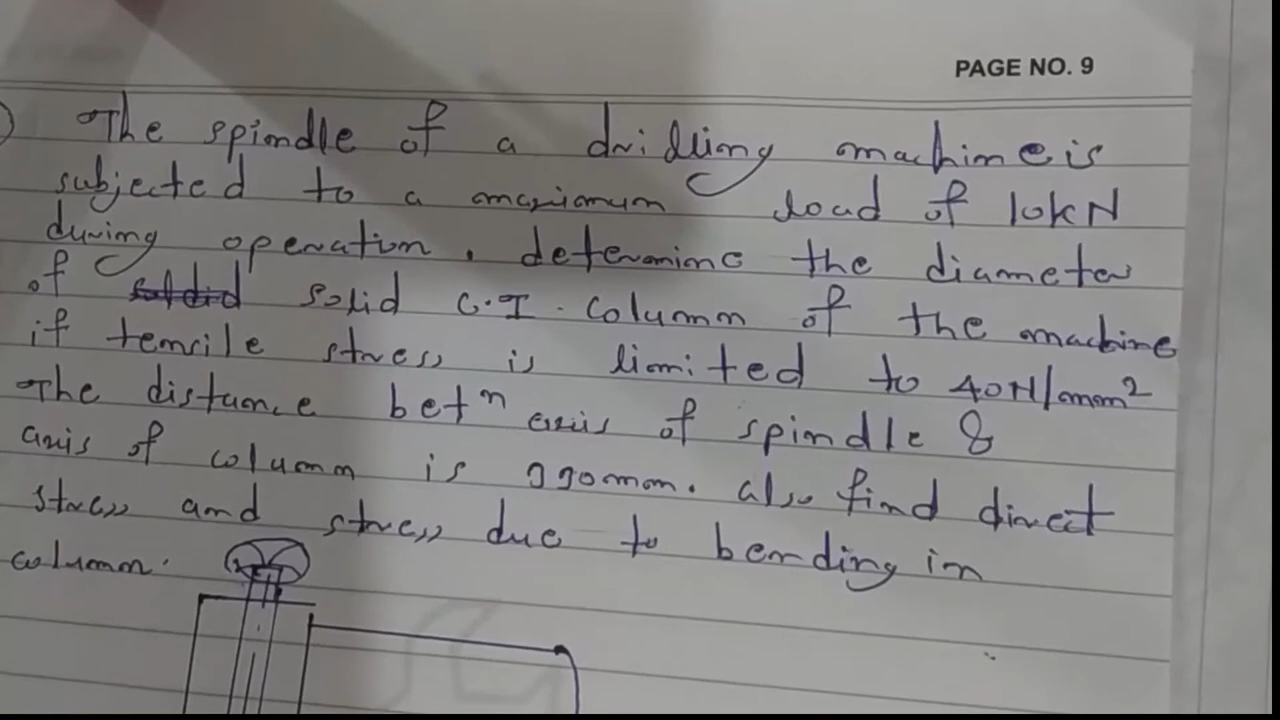 PAGE NO. 9
The spindle of a drilling machine is
subjected to a maximum load of 10kN
during operation. determine the diameter
of solid C.I. column of the machine
if tensile stress is limited to 40N/mm²
The distance betⁿ axis of spindle &
axis of column is mm. also find direct
stress and stress due to bending in
column.